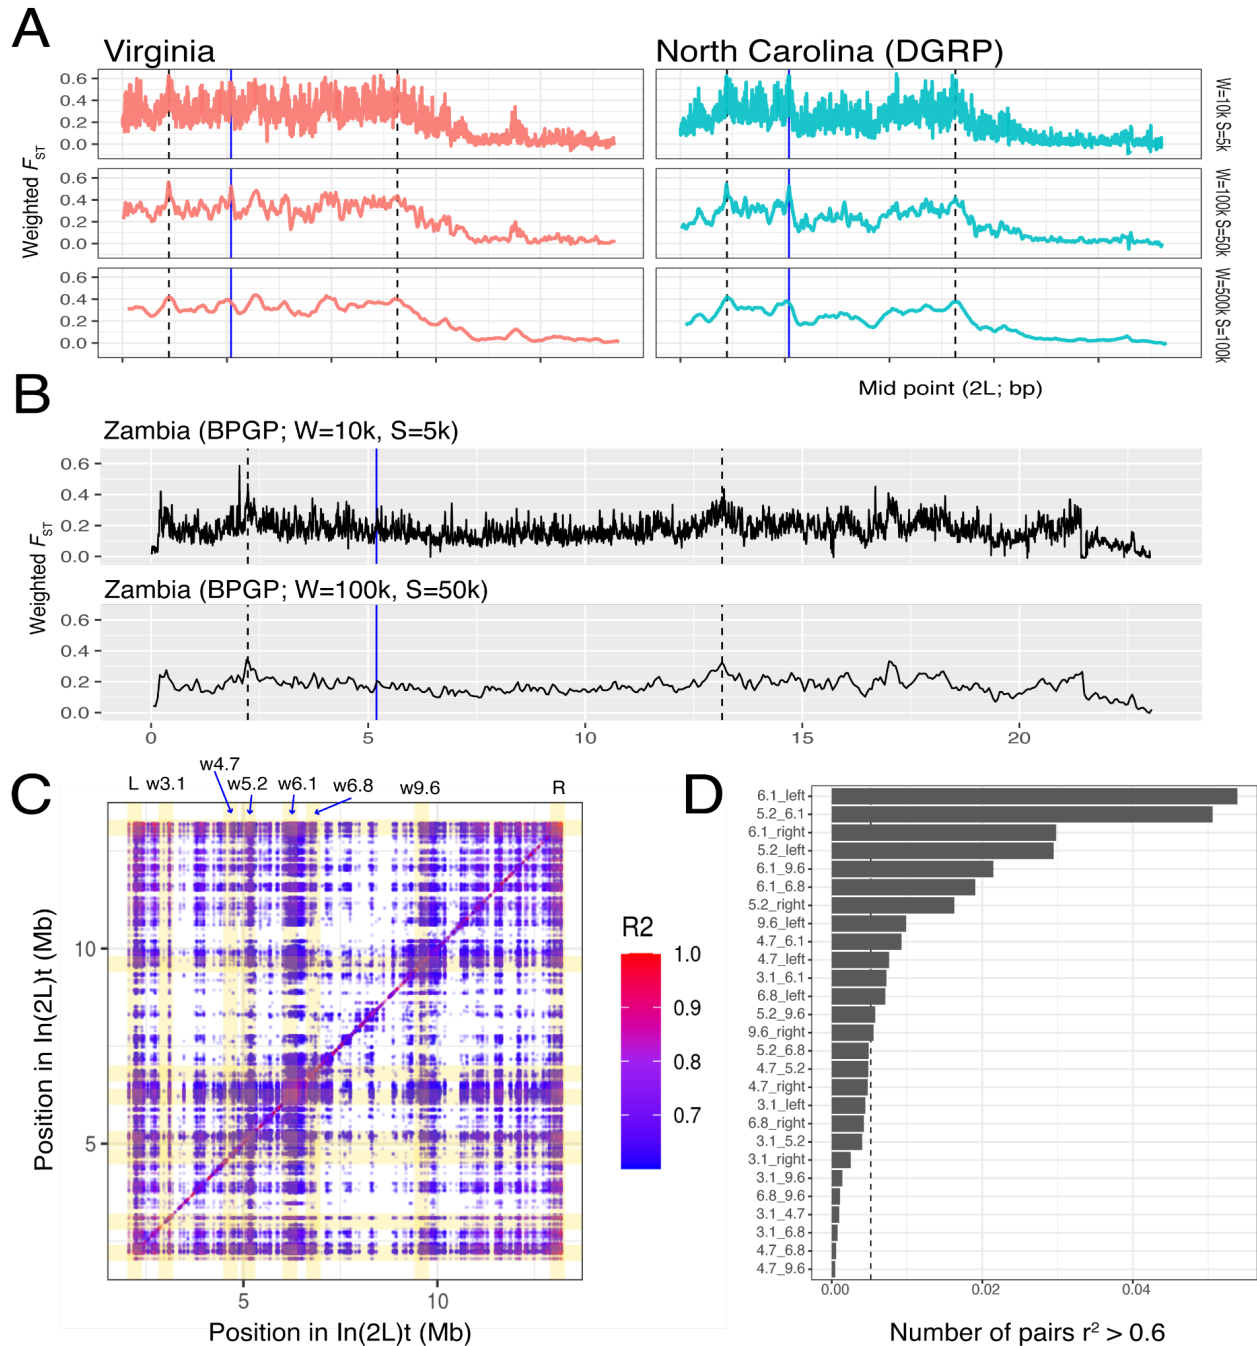 A
Virginia
North Carolina (DGRP)
Weighted FST
0.6
0.4
0.2
0.0
W=10k S=5k
0.6
0.4
0.2
0.0
W=100k S=50k
0.6
0.4
0.2
0.0
W=500k S=100k
Mid point (2L; bp)
B
Zambia (BPGP; W=10k, S=5k)
Weighted FST
0.6
0.4
0.2
0.0
Zambia (BPGP; W=100k, S=50k)
0.6
0.4
0.2
0.0
0 5 10 15 20
C
L w3.1 w4.7 w5.2 w6.1 w6.8 w9.6 R
Position in In(2L)t (Mb)
10
5
5 10
Position in In(2L)t (Mb)
R2
1.0
0.9
0.8
0.7
D
6.1_left
5.2_6.1
6.1_right
5.2_left
6.1_9.6
6.1_6.8
5.2_right
9.6_left
4.7_6.1
4.7_left
3.1_6.1
6.8_left
5.2_9.6
9.6_right
5.2_6.8
4.7_5.2
4.7_right
3.1_left
6.8_right
3.1_5.2
3.1_right
3.1_9.6
6.8_9.6
3.1_4.7
3.1_6.8
4.7_6.8
4.7_9.6
0.00 0.02 0.04
Number of pairs r² > 0.6